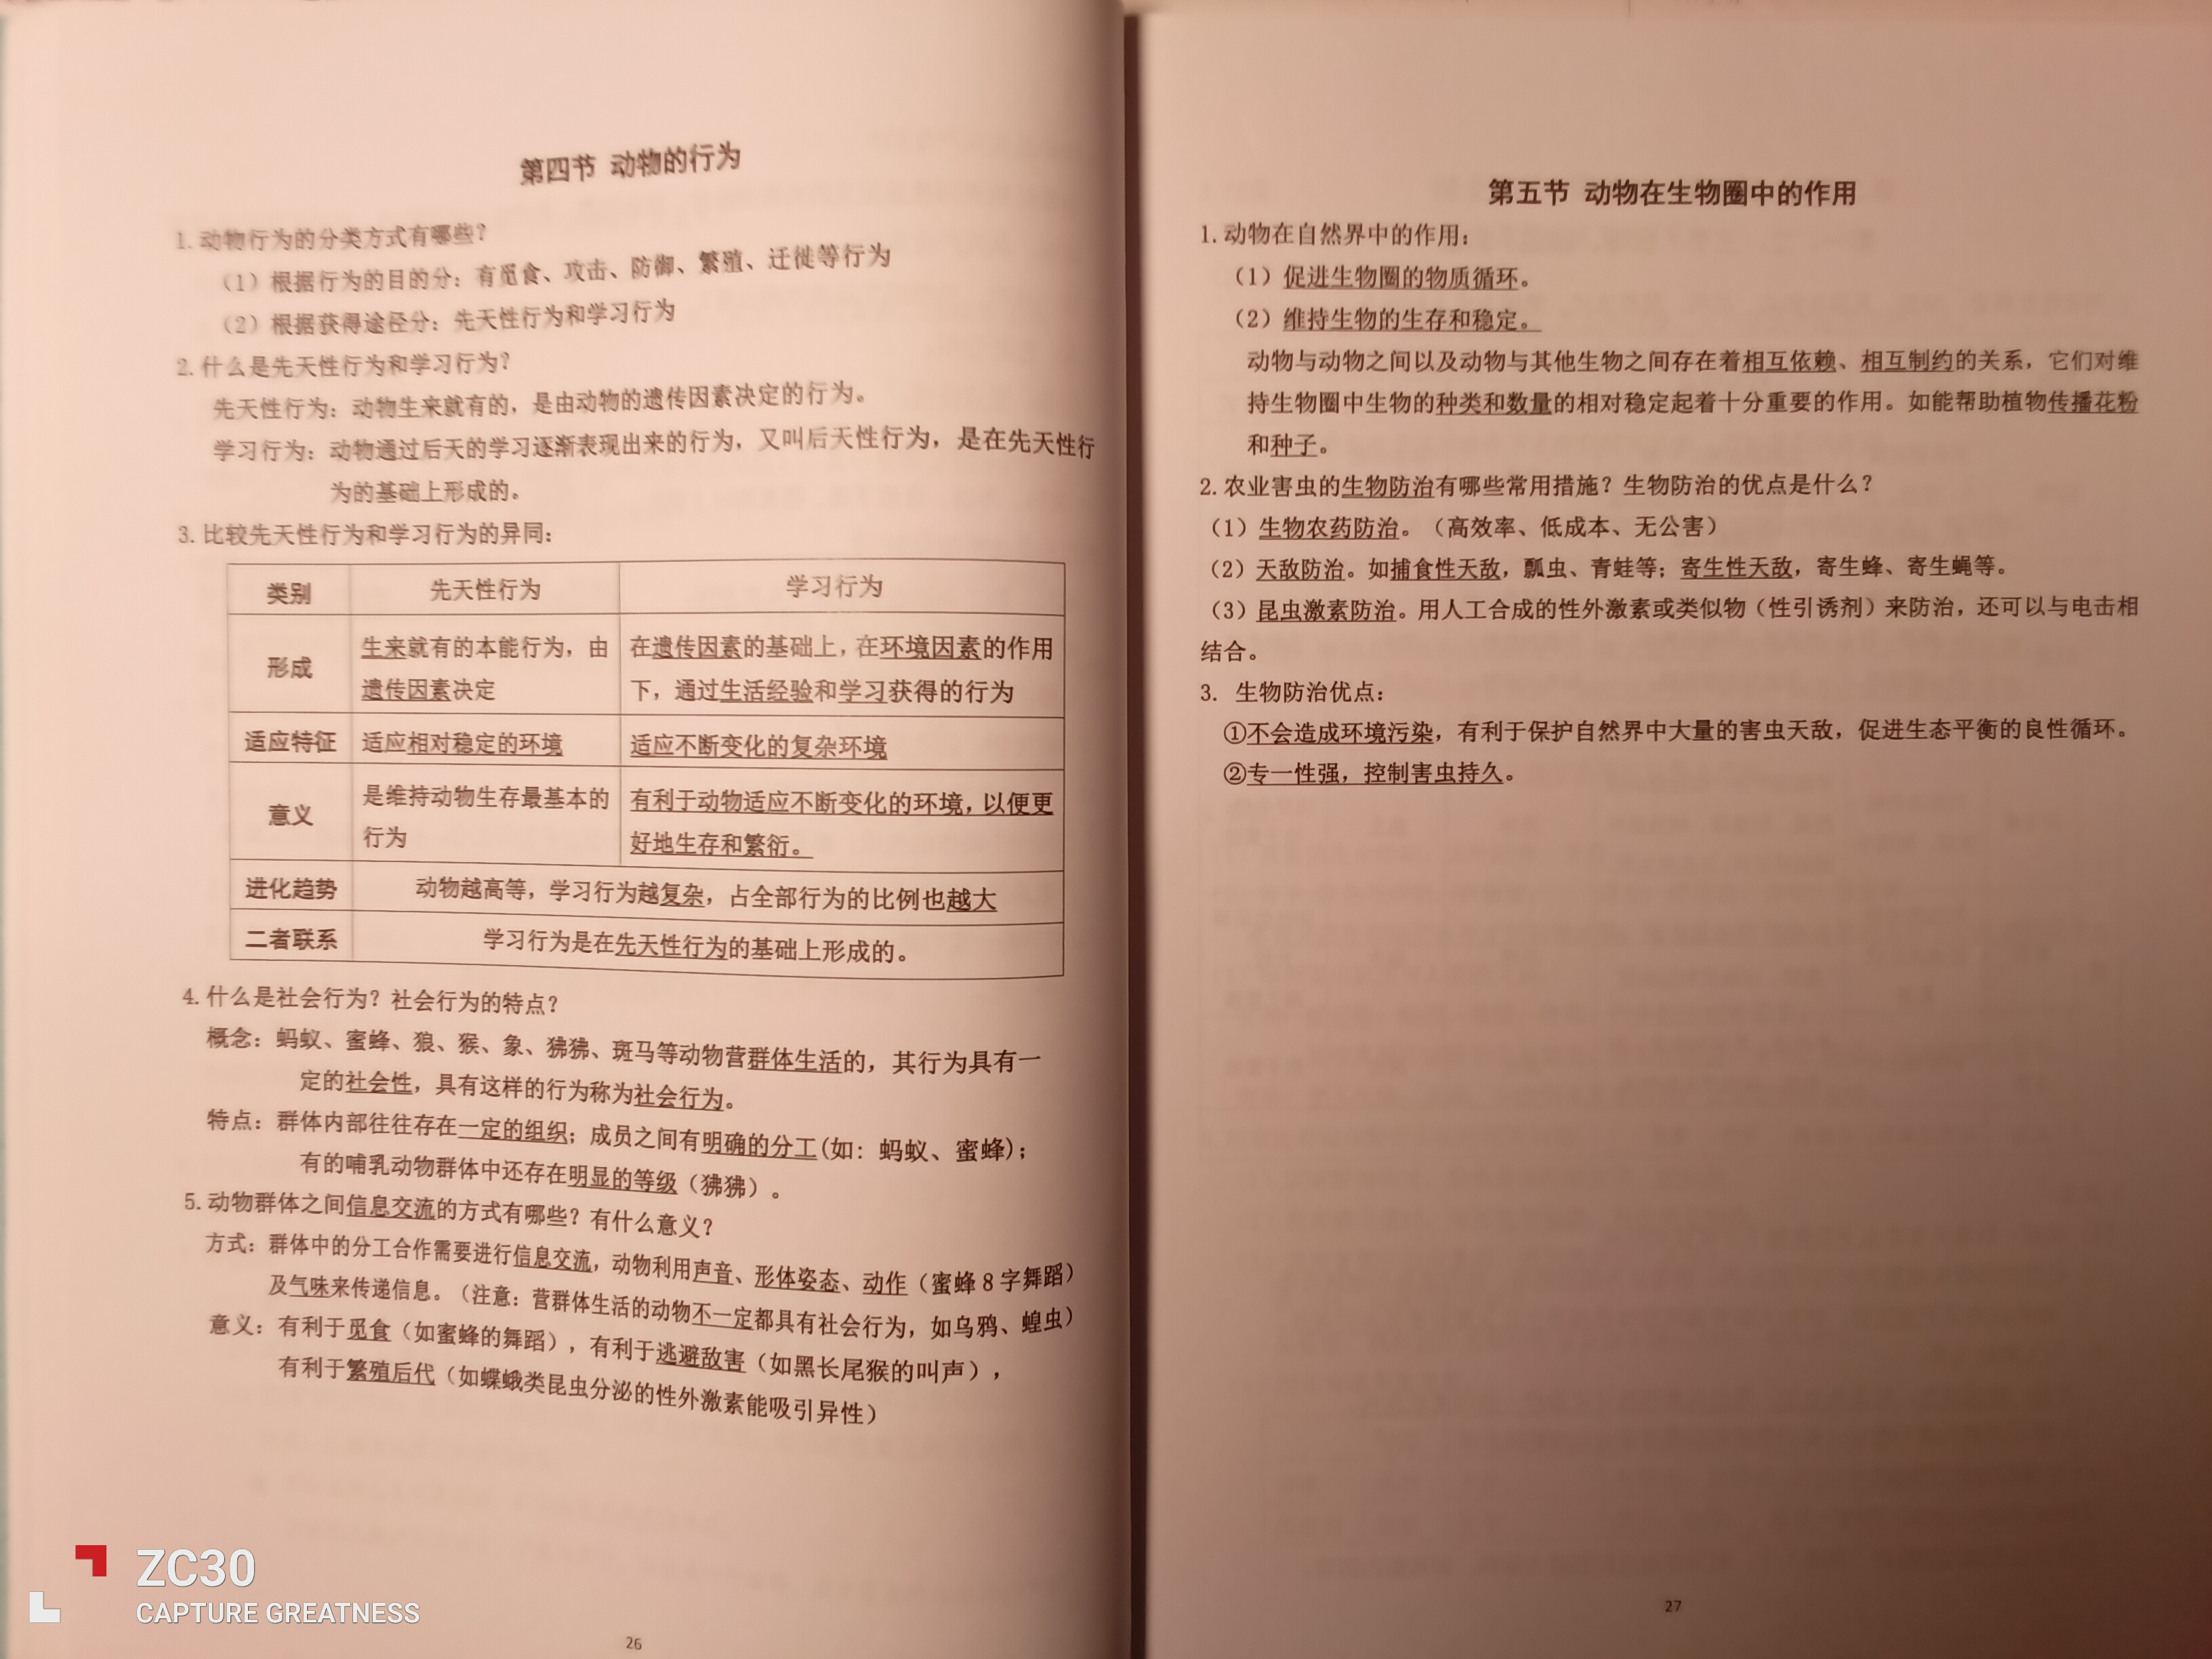 第四节 动物的行为
1.动物行为的分类方式有哪些？
（1）根据行为的目的分：有觅食、攻击、防御、繁殖、迁徙等行为
（2）根据获得途径分：先天性行为和学习行为
2.什么是先天性行为和学习行为？
先天性行为：动物生来就有的，是由动物的遗传因素决定的行为。
学习行为：动物通过后天的学习逐渐表现出来的行为，又叫后天性行为，是在先天性行
为的基础上形成的。
3.比较先天性行为和学习行为的异同：
类别 先天性行为 学习行为
形成 生来就有的本能行为，由 在遗传因素的基础上，在环境因素的作用
遗传因素决定 下，通过生活经验和学习获得的行为
适应特征 适应相对稳定的环境 适应不断变化的复杂环境
意义 是维持动物生存最基本的 有利于动物适应不断变化的环境，以便更
行为 好地生存和繁衍。
进化趋势 动物越高等，学习行为越复杂，占全部行为的比例也越大
二者联系 学习行为是在先天性行为的基础上形成的。
4.什么是社会行为？社会行为的特点？
概念：蚂蚁、蜜蜂、狼、猴、象、狒狒、斑马等动物营群体生活的，其行为具有一
定的社会性，具有这样的行为称为社会行为。
特点：群体内部往往存在一定的组织；成员之间有明确的分工(如：蚂蚁、蜜蜂)；
有的哺乳动物群体中还存在明显的等级（狒狒）。
5.动物群体之间信息交流的方式有哪些？有什么意义？
方式：群体中的分工合作需要进行信息交流，动物利用声音、形体姿态、动作（蜜蜂8字舞蹈）
及气味来传递信息。（注意：营群体生活的动物不一定都具有社会行为，如乌鸦、蝗虫）
意义：有利于觅食（如蜜蜂的舞蹈），有利于逃避敌害（如黑长尾猴的叫声），
有利于繁殖后代（如蝶蛾类昆虫分泌的性外激素能吸引异性）
26
第五节 动物在生物圈中的作用
1.动物在自然界中的作用：
（1）促进生物圈的物质循环。
（2）维持生物的生存和稳定。
动物与动物之间以及动物与其他生物之间存在着相互依赖、相互制约的关系，它们对维
持生物圈中生物的种类和数量的相对稳定起着十分重要的作用。如能帮助植物传播花粉
和种子。
2.农业害虫的生物防治有哪些常用措施？生物防治的优点是什么？
（1）生物农药防治。（高效率、低成本、无公害）
（2）天敌防治。如捕食性天敌，瓢虫、青蛙等；寄生性天敌，寄生蜂、寄生蝇等。
（3）昆虫激素防治。用人工合成的性外激素或类似物（性引诱剂）来防治，还可以与电击相
结合。
3. 生物防治优点：
①不会造成环境污染，有利于保护自然界中大量的害虫天敌，促进生态平衡的良性循环。
②专一性强，控制害虫持久。
27
ZC30
CAPTURE GREATNESS